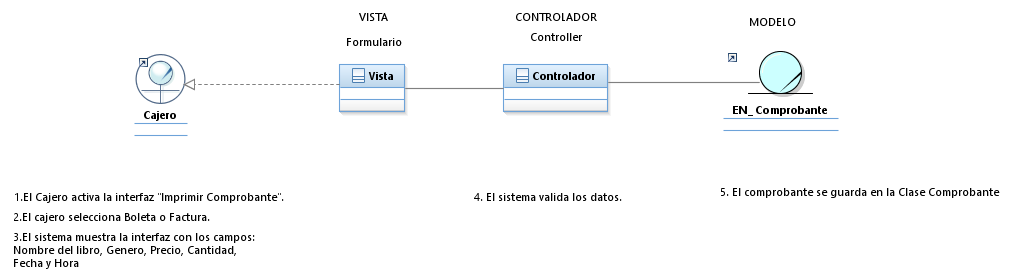 VISTA
CONTROLADOR
MODELO
Formulario
Controller
Vista
Controlador
Cajero
EN_ Comprobante
1.El Cajero activa la interfaz "Imprimir Comprobante".
2.El cajero selecciona Boleta o Factura.
3.El sistema muestra la interfaz con los campos:
Nombre del libro, Genero, Precio, Cantidad,
Fecha y Hora
4. El sistema valida los datos.
5. El comprobante se guarda en la Clase Comprobante